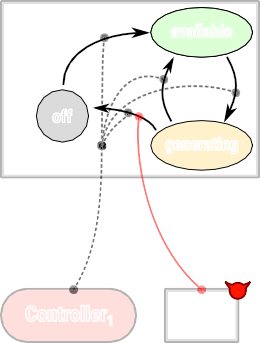 available
off
generating
Controller1